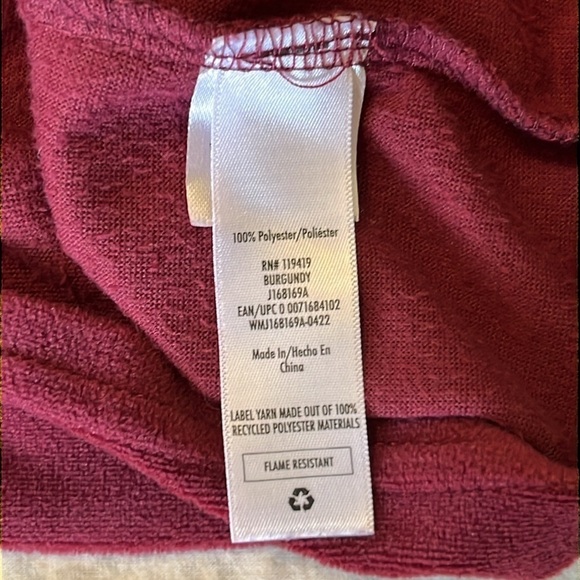 100% Polyester/Poliéster
RN# 119419
BURGUNDY
J168169A
EAN/UPC 0 0071684102
WMJ168169A-0422
Made In/Hecho En
China
LABEL YARN MADE OUT OF 100%
RECYCLED POLYESTER MATERIALS
FLAME RESISTANT